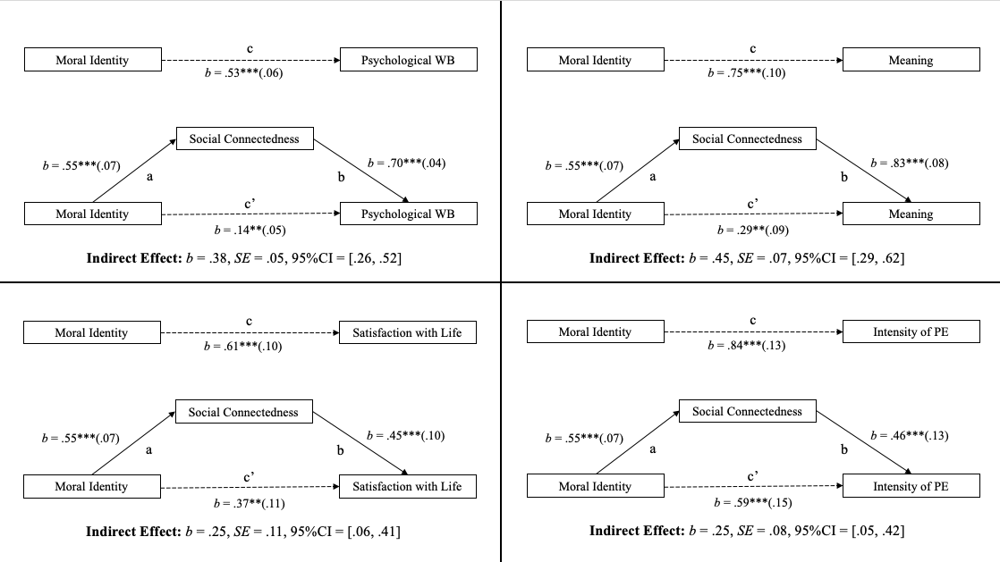 c
Moral Identity
Psychological WB
b = .53***(.06)
Social Connectedness
b = .55***(.07)
b = .70***(.04)
a
b
c’
Moral Identity
Psychological WB
b = .14**(.05)
Indirect Effect: b = .38, SE = .05, 95%CI = [.26, .52]
c
Moral Identity
Meaning
b = .75***(.10)
Social Connectedness
b = .55***(.07)
b = .83***(.08)
a
b
c’
Moral Identity
Meaning
b = .29**(.09)
Indirect Effect: b = .45, SE = .07, 95%CI = [.29, .62]
c
Moral Identity
Satisfaction with Life
b = .61***(.10)
Social Connectedness
b = .55***(.07)
b = .45***(.10)
a
b
c’
Moral Identity
Satisfaction with Life
b = .37**(.11)
Indirect Effect: b = .25, SE = .11, 95%CI = [.06, .41]
c
Moral Identity
Intensity of PE
b = .84***(.13)
Social Connectedness
b = .55***(.07)
b = .46***(.13)
a
b
c’
Moral Identity
Intensity of PE
b = .59***(.15)
Indirect Effect: b = .25, SE = .08, 95%CI = [.05, .42]